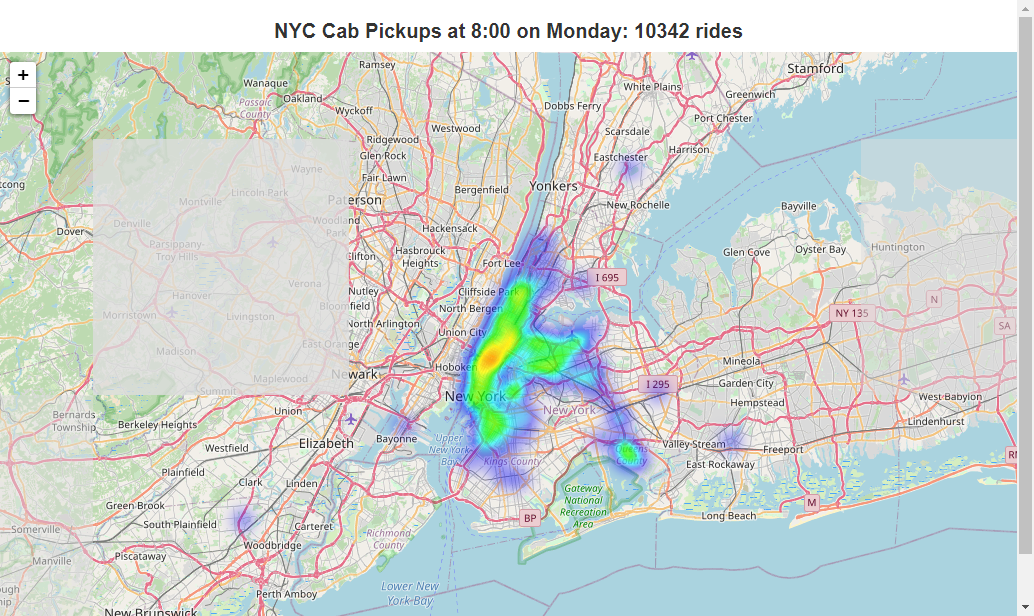 NYC Cab Pickups at 8:00 on Monday: 10342 rides
+
−
Ramsey
Stamford
Wanaque
White Plains
Greenwich
Oakland
Passaic
County
Wyckoff
Dobbs Ferry
Port Chester
Westwood
Scarsdale
Ridgewood
Glen Rock
Harrison
Eastchester
Wayne
Fair Lawn
Lincoln Park
Bergenfield
Yonkers
Montville
Paterson
New Rochelle
Bayville
Denville
Woodland
Park
Hackensack
Dover
Parsippany
Troy Hills
Clifton
Hasbrouck
Heights
Fort Lee
Glen Cove
Oyster Bay
Huntington
I 695
Verona
Nutley
Cliffside Park
Hanover
Bloomfield
North Bergen
N
Morristown
Livingston
North Arlington
NY 135
SA
Union City
East Orange
Madison
Hoboken
Mineola
Newark
Maplewood
I 295
Garden City
Summit
New York
New York
Hempstead
West Babylon
Union
Bernards
Township
Berkeley Heights
Lindenhurst
Elizabeth
Bayonne
Upper
New York
Bay
Valley Stream
Freeport
Queens
County
Westfield
Kings County
East Rockaway
Plainfield
Clark
Linden
Gateway
National
Recreation
Area
Green Brook
M
BP
Long Beach
South Plainfield
Carteret
Somerville
Richmond
County
Woodbridge
Piscataway
Manville
Perth Amboy
Lower New
York Bay
New Brunswick